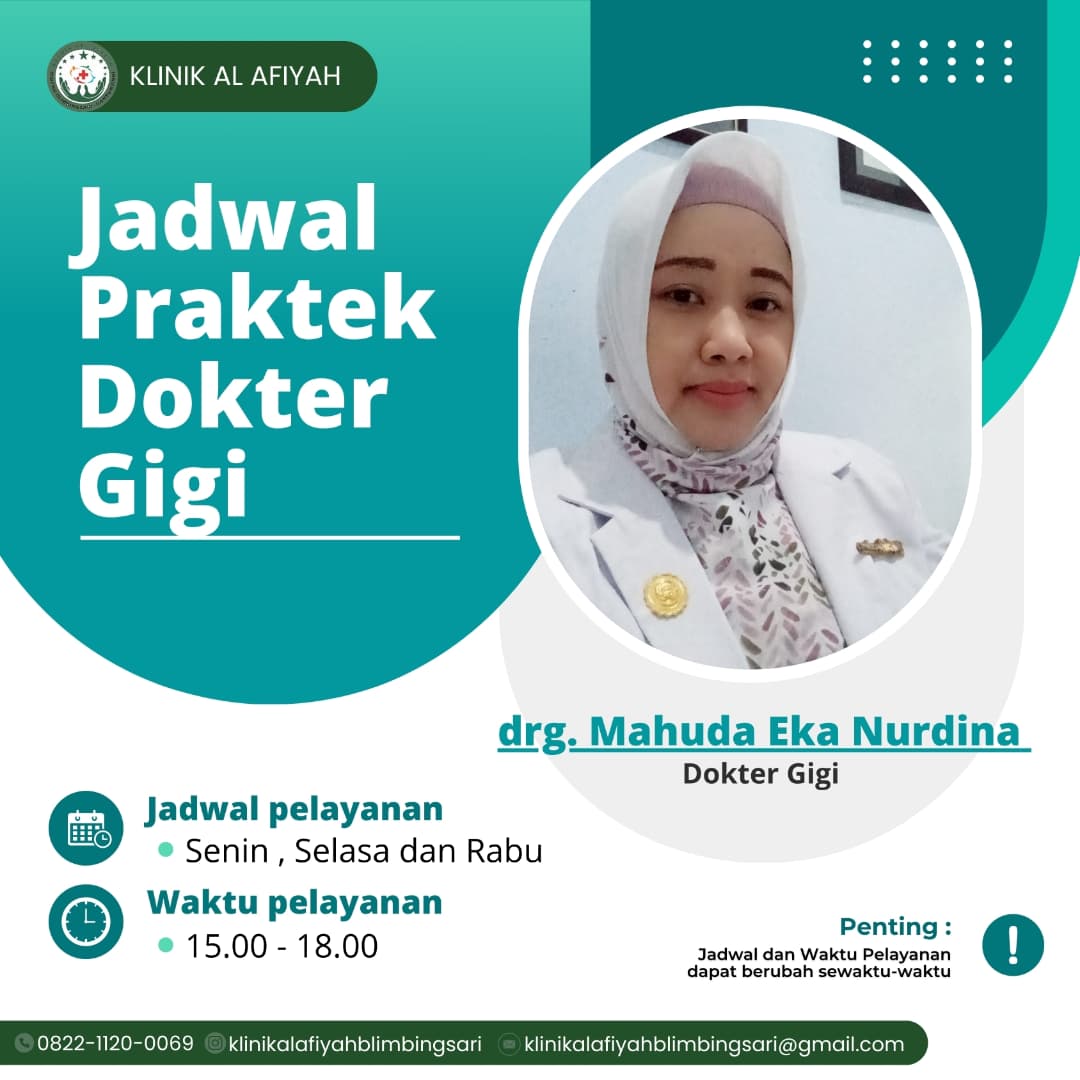 KLINIK AL AFIYAH
Jadwal
Praktek
Dokter
Gigi
drg. Mahuda Eka Nurdina
Dokter Gigi
Jadwal pelayanan
Senin , Selasa dan Rabu
Waktu pelayanan
15.00 - 18.00
Penting :
Jadwal dan Waktu Pelayanan
dapat berubah sewaktu-waktu
0822-1120-0069 klinikalafiyahblimbingsari klinikalafiyahblimbingsari@gmail.com